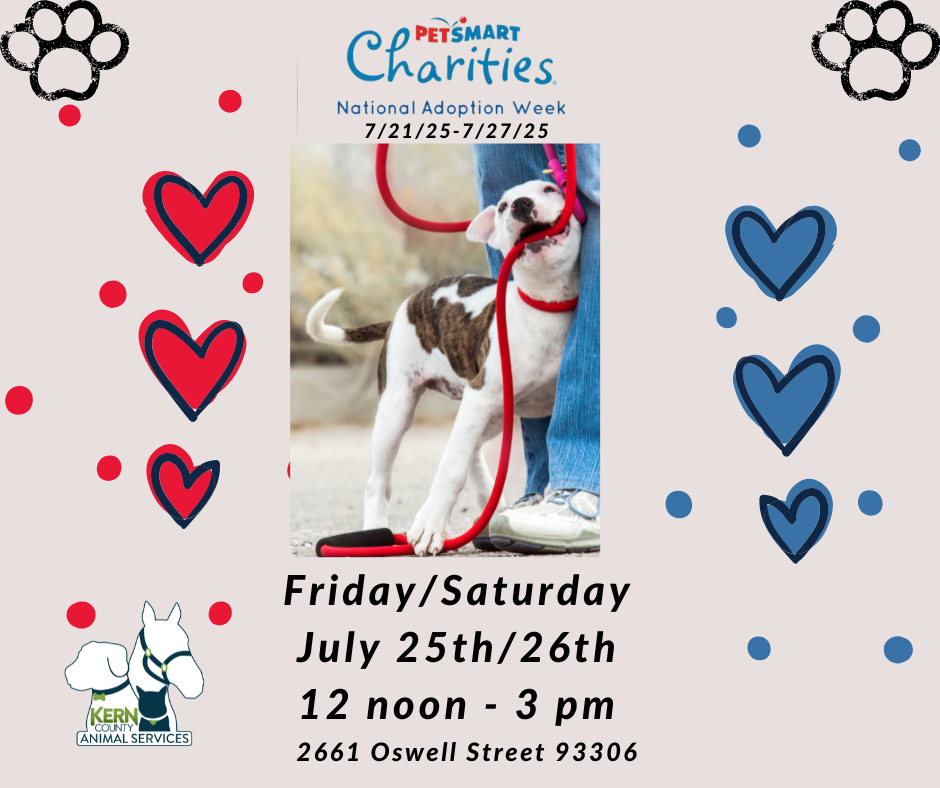 PETSMART
Charities
National Adoption Week
7/21/25-7/27/25
Friday/Saturday
July 25th/26th
12 noon - 3 pm
2661 Oswell Street 93306
KERN
COUNTY
ANIMAL SERVICES